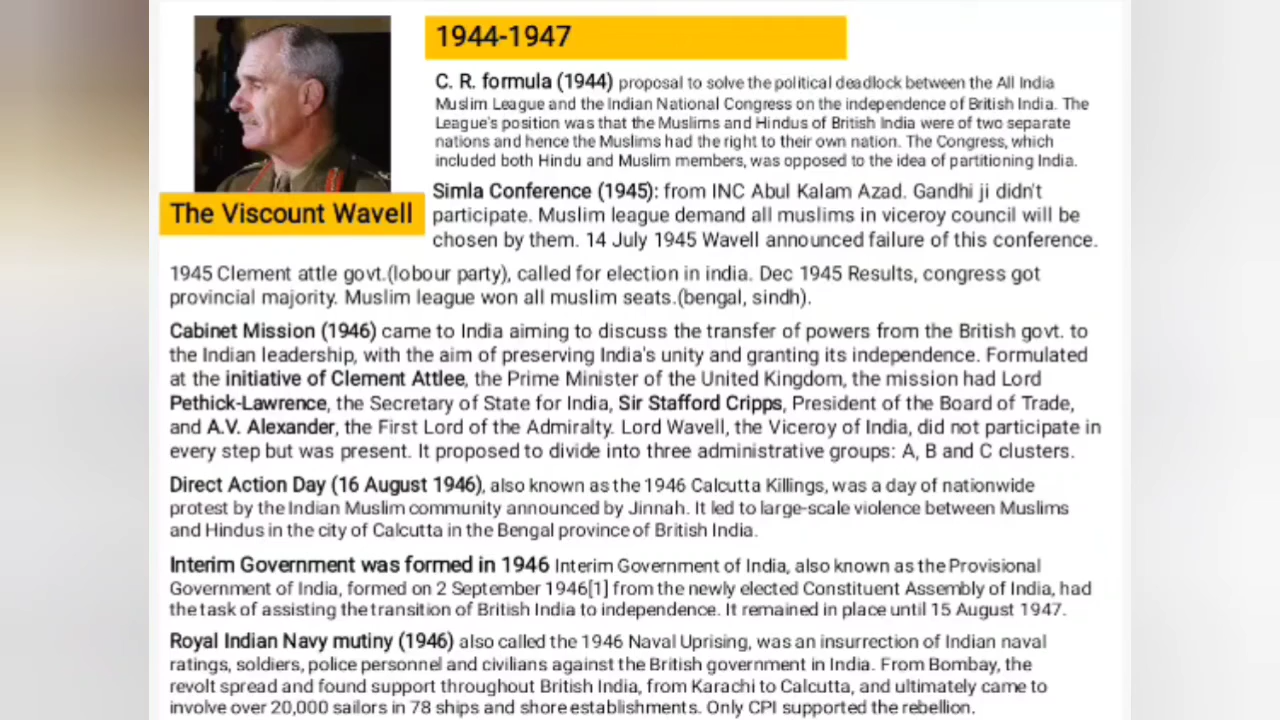 1944-1947
C. R. formula (1944) proposal to solve the political deadlock between the All India
Muslim League and the Indian National Congress on the independence of British India. The
League's position was that the Muslims and Hindus of British India were of two separate
nations and hence the Muslims had the right to their own nation. The Congress, which
included both Hindu and Muslim members, was opposed to the idea of partitioning India.
The Viscount Wavell
Simla Conference (1945): from INC Abul Kalam Azad. Gandhi ji didn't
participate. Muslim league demand all muslims in viceroy council will be
chosen by them. 14 July 1945 Wavell announced failure of this conference.
1945 Clement attle govt.(lobour party), called for election in india. Dec 1945 Results, congress got
provincial majority. Muslim league won all muslim seats.(bengal, sindh).
Cabinet Mission (1946) came to India aiming to discuss the transfer of powers from the British govt. to
the Indian leadership, with the aim of preserving India's unity and granting its independence. Formulated
at the initiative of Clement Attlee, the Prime Minister of the United Kingdom, the mission had Lord
Pethick-Lawrence, the Secretary of State for India, Sir Stafford Cripps, President of the Board of Trade,
and A.V. Alexander, the First Lord of the Admiralty. Lord Wavell, the Viceroy of India, did not participate in
every step but was present. It proposed to divide into three administrative groups: A, B and C clusters.
Direct Action Day (16 August 1946), also known as the 1946 Calcutta Killings, was a day of nationwide
protest by the Indian Muslim community announced by Jinnah. It led to large-scale violence between Muslims
and Hindus in the city of Calcutta in the Bengal province of British India.
Interim Government was formed in 1946 Interim Government of India, also known as the Provisional
Government of India, formed on 2 September 1946[1] from the newly elected Constituent Assembly of India, had
the task of assisting the transition of British India to independence. It remained in place until 15 August 1947.
Royal Indian Navy mutiny (1946) also called the 1946 Naval Uprising, was an insurrection of Indian naval
ratings, soldiers, police personnel and civilians against the British government in India. From Bombay, the
revolt spread and found support throughout British India, from Karachi to Calcutta, and ultimately came to
involve over 20,000 sailors in 78 ships and shore establishments. Only CPI supported the rebellion.